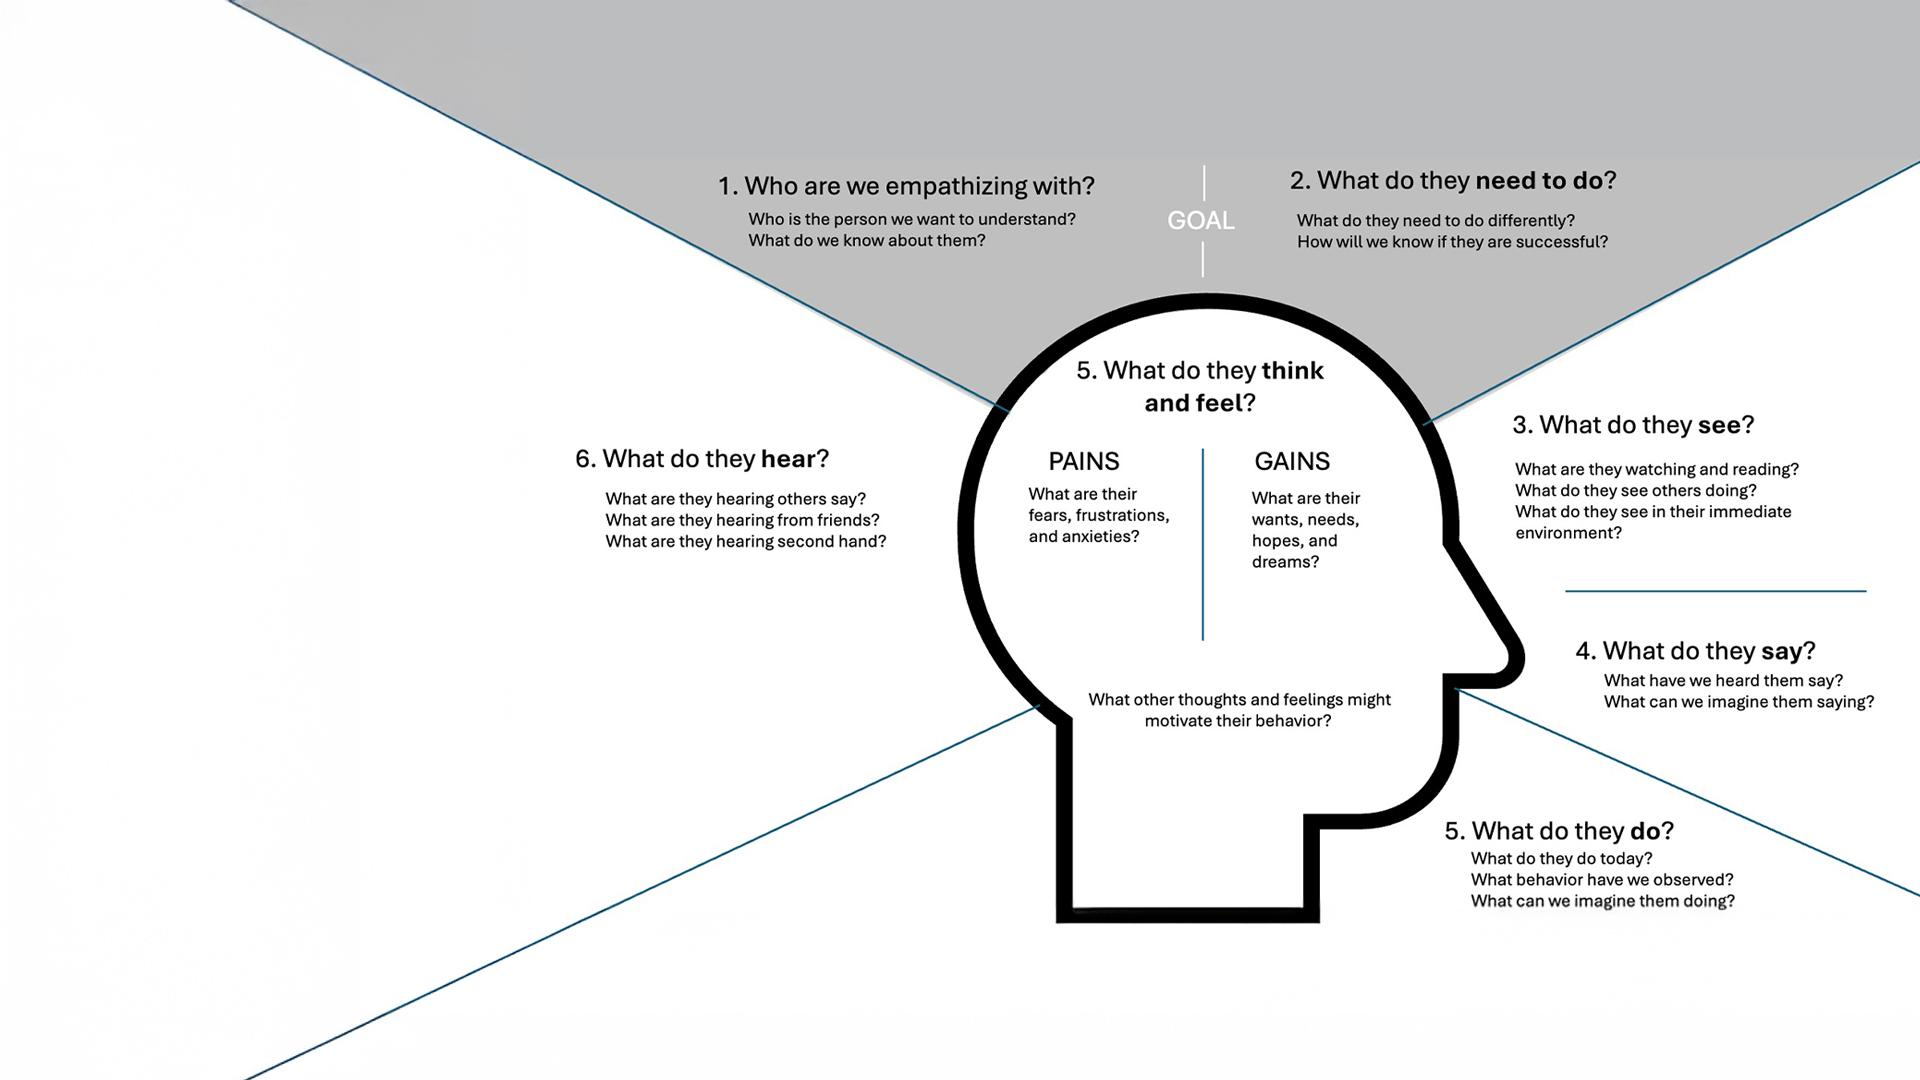 1. Who are we empathizing with?
Who is the person we want to understand?
What do we know about them?
GOAL
2. What do they need to do?
What do they need to do differently?
How will we know if they are successful?
3. What do they see?
What are they watching and reading?
What do they see others doing?
What do they see in their immediate
environment?
4. What do they say?
What have we heard them say?
What can we imagine them saying?
5. What do they do?
What do they do today?
What behavior have we observed?
What can we imagine them doing?
6. What do they hear?
What are they hearing others say?
What are they hearing from friends?
What are they hearing second hand?
5. What do they think
and feel?
PAINS
What are their
fears, frustrations,
and anxieties?
GAINS
What are their
wants, needs,
hopes, and
dreams?
What other thoughts and feelings might
motivate their behavior?